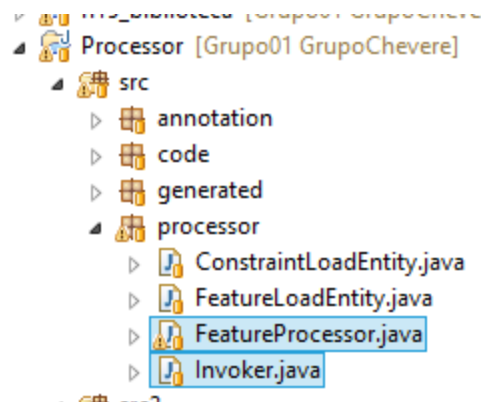 Processor [Grupo01 GrupoChevere]
src
annotation
code
generated
processor
ConstraintLoadEntity.java
FeatureLoadEntity.java
FeatureProcessor.java
Invoker.java